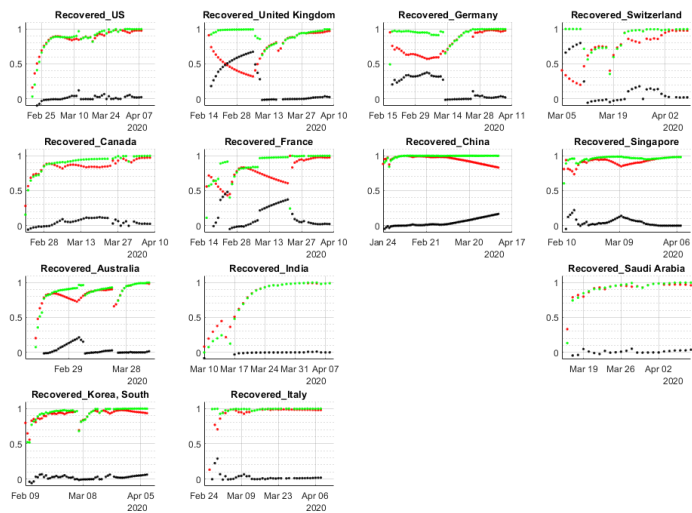 Recovered_US
1
0.5
0
Feb 25 Mar 10 Mar 24 Apr 07
2020
Recovered_United Kingdom
1
0.5
0
Feb 14 Feb 28 Mar 13 Mar 27 Apr 10
2020
Recovered_Germany
1
0.5
0
Feb 15 Feb 29 Mar 14 Mar 28 Apr 11
2020
Recovered_Switzerland
1
0.5
0
Mar 05 Mar 19 Apr 02
2020
Recovered_Canada
1
0.5
0
Feb 28 Mar 13 Mar 27 Apr 10
2020
Recovered_France
1
0.5
0
Feb 14 Feb 28 Mar 13 Mar 27 Apr 10
2020
Recovered_China
1
0.5
0
Jan 24 Feb 21 Mar 20 Apr 17
2020
Recovered_Singapore
1
0.5
0
Feb 10 Mar 09 Apr 06
2020
Recovered_Australia
1
0.5
0
Feb 29 Mar 28
2020
Recovered_India
1
0.5
0
Mar 10 Mar 17 Mar 24 Mar 31 Apr 07
2020
Recovered_Saudi Arabia
1
0.5
0
Mar 19 Mar 26 Apr 02
2020
Recovered_Korea, South
1
0.5
0
Feb 09 Mar 08 Apr 05
2020
Recovered_Italy
1
0.5
0
Feb 24 Mar 09 Mar 23 Apr 06
2020